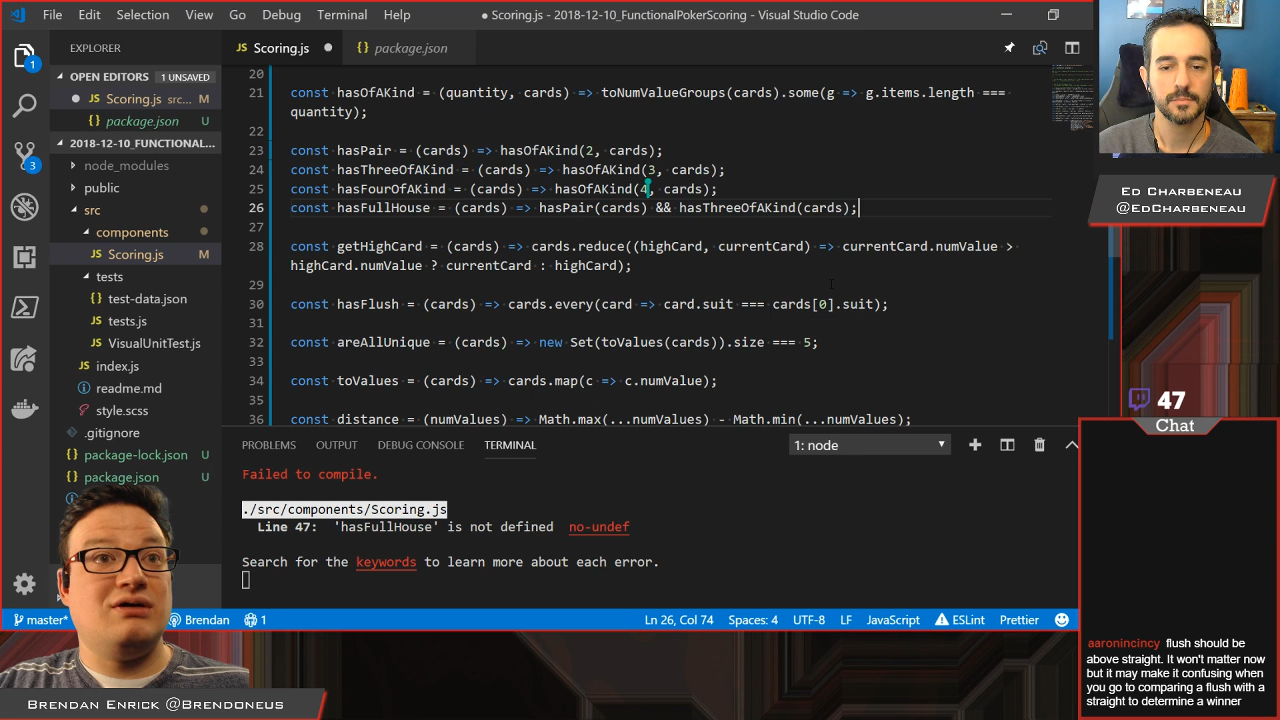 File Edit Selection View Go Debug Terminal Help
● Scoring.js - 2018-12-10_FunctionalPokerScoring - Visual Studio Code
EXPLORER
OPEN EDITORS 1 UNSAVED
JS Scoring.js src... M
{} package.json U
2018-12-10_FUNCTIONAL...
node_modules
public
src
components
JS Scoring.js M
tests
JS test-data.json
JS tests.js
JS VisualUnitTest.js
JS index.js
readme.md
style.scss
.gitignore
package-lock.json U
package.json U
1
3
JS Scoring.js ●
{} package.json
20
21 const hasOfAKind = (quantity, cards) => toNumValueGroups(cards).some(g => g.items.length ===
quantity);
22
23 const hasPair = (cards) => hasOfAKind(2, cards);
24 const hasThreeOfAKind = (cards) => hasOfAKind(3, cards);
25 const hasFourOfAKind = (cards) => hasOfAKind(4, cards);
26 const hasFullHouse = (cards) => hasPair(cards) && hasThreeOfAKind(cards);
27
28 const getHighCard = (cards) => cards.reduce((highCard, currentCard) => currentCard.numValue >
highCard.numValue ? currentCard : highCard);
29
30 const hasFlush = (cards) => cards.every(card => card.suit === cards[0].suit);
31
32 const areAllUnique = (cards) => new Set(toValues(cards)).size === 5;
33
34 const toValues = (cards) => cards.map(c => c.numValue);
35
36 const distance = (numValues) => Math.max(...numValues) - Math.min(...numValues);
PROBLEMS OUTPUT DEBUG CONSOLE TERMINAL 1: node
Failed to compile.
./src/components/Scoring.js
Line 47: 'hasFullHouse' is not defined no-undef
Search for the keywords to learn more about each error.
master* Brendan 1 Ln 26, Col 74 Spaces: 4 UTF-8 LF JavaScript ESLint Prettier
Ed Charbeneau
@EdCharbeneau
47
Chat
aaronincincy flush should be
above straight. It won't matter now
but it may make it confusing when
you go to comparing a flush with a
straight to determine a winner
Brendan Enrick @Brendoneus